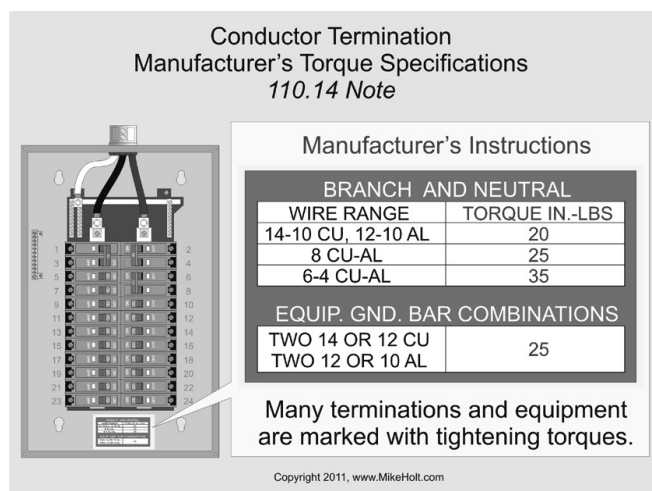 Conductor Termination
Manufacturer's Torque Specifications
110.14 Note
Manufacturer's Instructions
BRANCH AND NEUTRAL
WIRE RANGE TORQUE IN.-LBS
14-10 CU, 12-10 AL 20
8 CU-AL 25
6-4 CU-AL 35
EQUIP. GND. BAR COMBINATIONS
TWO 14 OR 12 CU
TWO 12 OR 10 AL 25
1 2
3 4
5 6
7 8
9 10
11 12
13 14
15 16
17 18
19 20
21 22
23 24
Many terminations and equipment
are marked with tightening torques.
Copyright 2011, www.MikeHolt.com